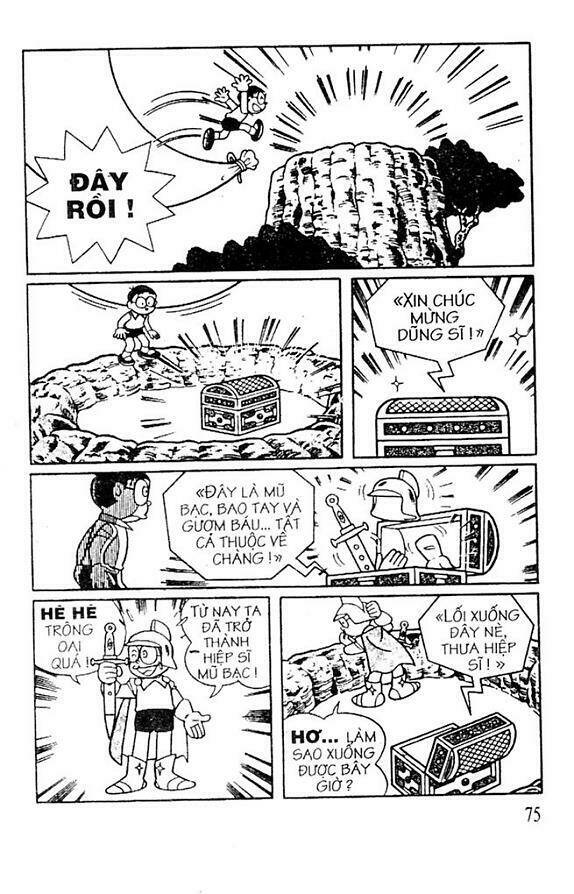 ĐÂY
RỒI !
«XIN CHÚC
MỪNG
DŨNG SĨ !»
«ĐÂY LÀ MŨ
BẠC, BAO TAY VÀ
GƯƠM BÁU... TẤT
CẢ THUỘC VỀ
CHÀNG !»
HÊ HÊ
TRÔNG
OAI
QUÁ !
TỪ NAY TA
ĐÃ TRỞ
THÀNH
HIỆP SĨ
MŨ BẠC !
«LỐI XUỐNG
ĐÂY NÈ,
THƯA HIỆP
SĨ ! »
HƠ... LÀM
SAO XUỐNG
ĐƯỢC BÂY
GIỜ ?
75